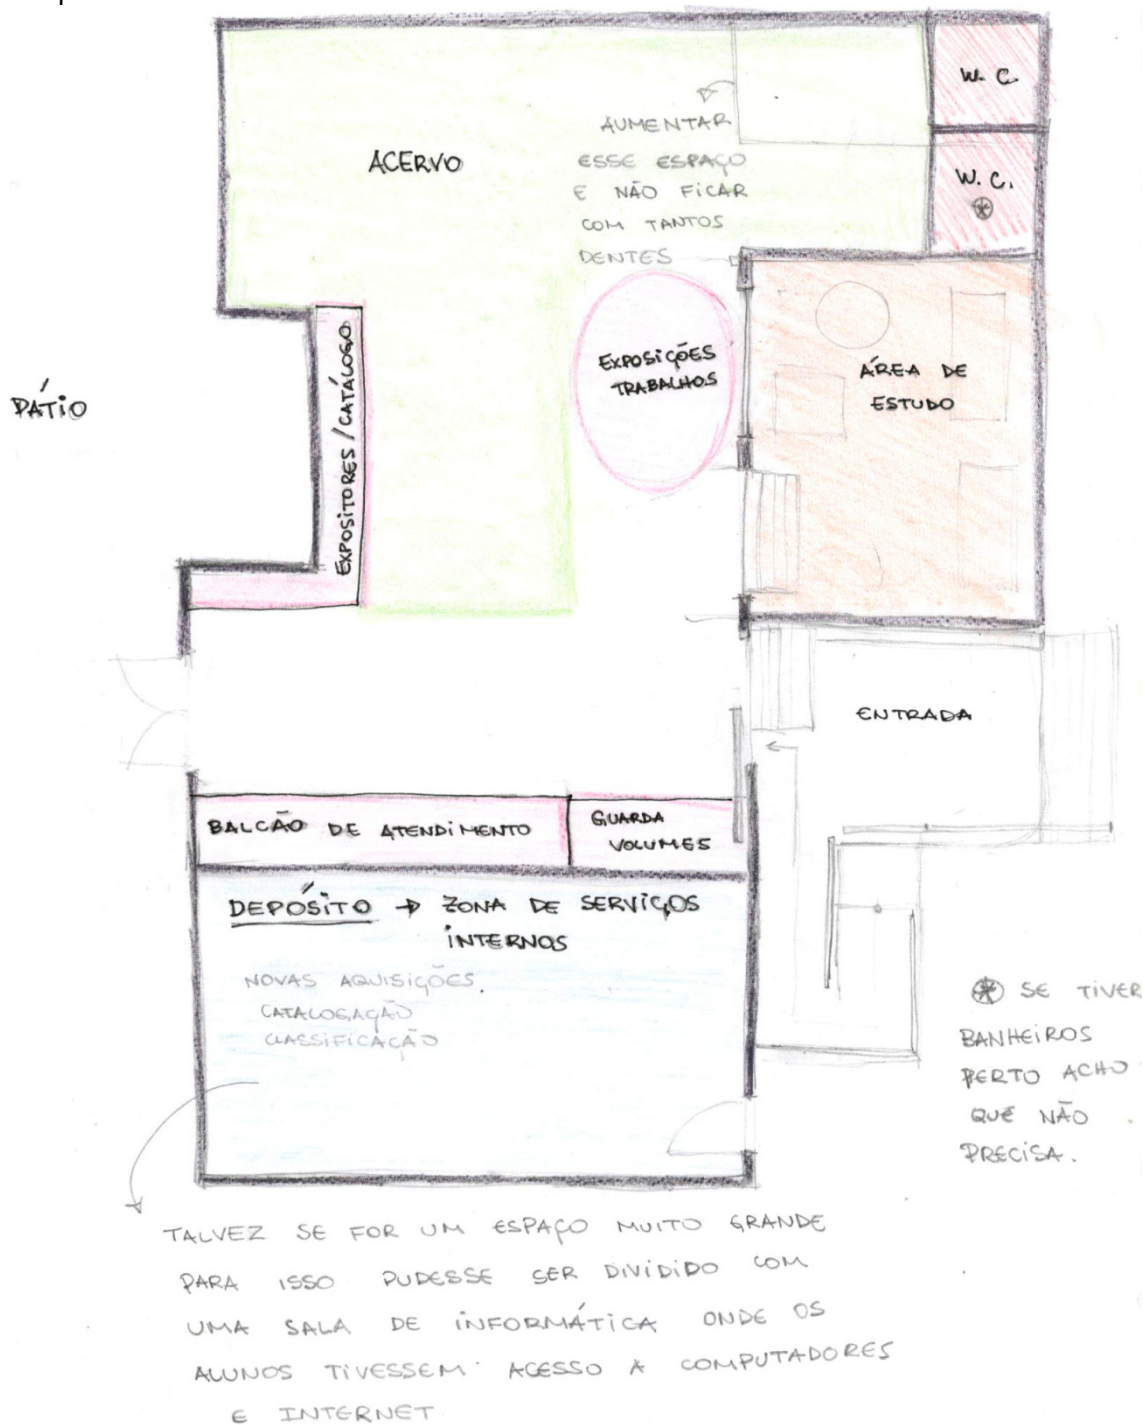 W. C.
AUMENTAR
ESSE ESPAÇO
E NÃO FICAR
COM TANTOS
DENTES
ACERVO
W. C.
EXPOSIÇÕES
TRABALHOS
EXPOSITORES / CATÁLOGO
ÁREA DE
ESTUDO
PÁTIO
ENTRADA
BALCÃO DE ATENDIMENTO
GUARDA
VOLUMES
DEPÓSITO → ZONA DE SERVIÇOS
INTERNOS
NOVAS AQUISIÇÕES.
CATALOGAÇÃO
CLASSIFICAÇÃO
SE TIVER
BANHEIROS
PERTO ACHO
QUE NÃO
PRECISA.
TALVEZ SE FOR UM ESPAÇO MUITO GRANDE
PARA ISSO PUDESSE SER DIVIDIDO COM
UMA SALA DE INFORMÁTICA ONDE OS
ALUNOS TIVESSEM ACESSO A COMPUTADORES
E INTERNET